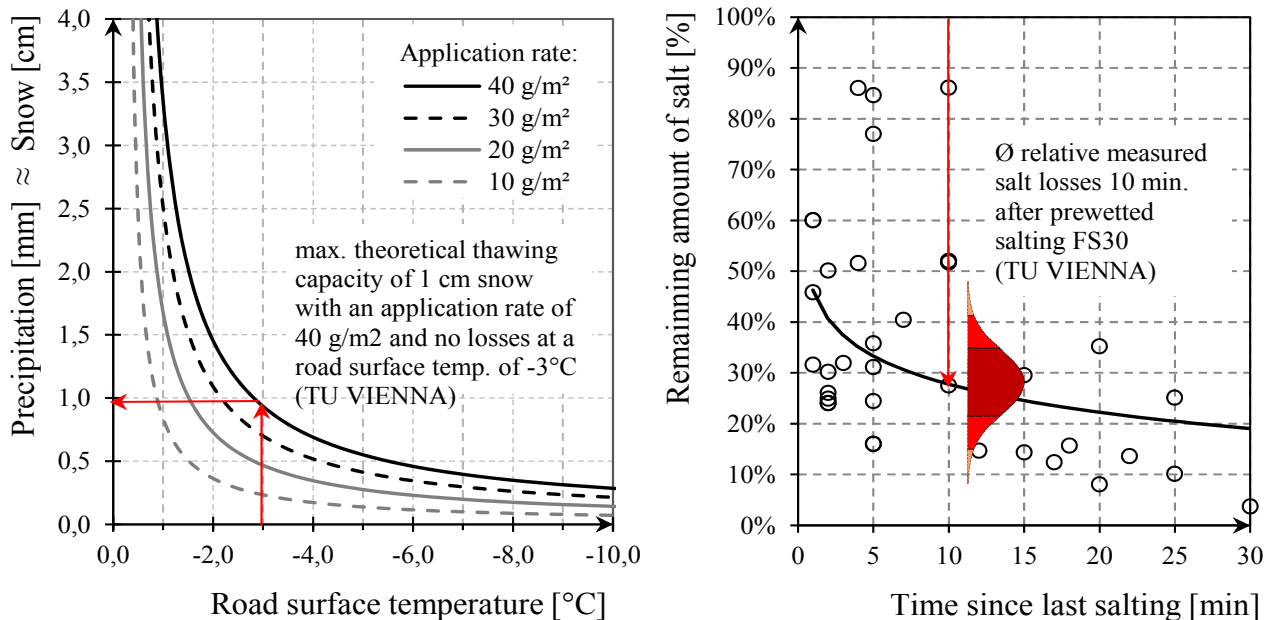 Precipitation [mm] ≈ Snow [cm]
4,0
3,5
3,0
2,5
2,0
1,5
1,0
0,5
0,0
0,0
-2,0
-4,0
-6,0
-8,0
-10,0
Road surface temperature [°C]
Application rate:
40 g/m²
30 g/m²
20 g/m²
10 g/m²
max. theoretical thawing
capacity of 1 cm snow
with an application rate of
40 g/m2 and no losses at a
road surface temp. of -3°C
(TU VIENNA)
Remainning amount of salt [%]
100%
90%
80%
70%
60%
50%
40%
30%
20%
10%
0%
0
5
10
15
20
25
30
Time since last salting [min]
Ø relative measured
salt losses 10 min.
after prewetted
salting FS30
(TU VIENNA)